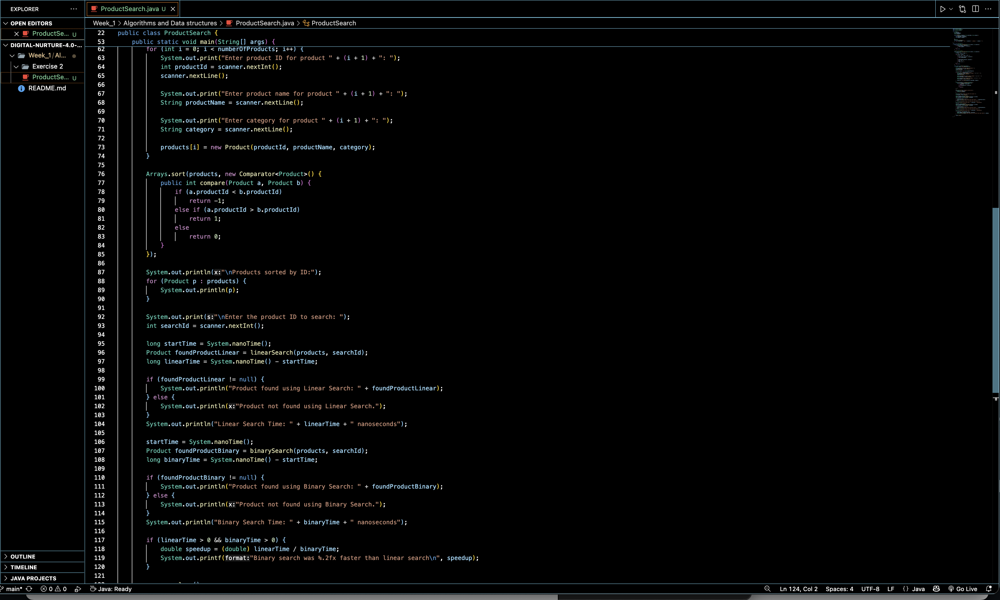 EXPLORER
OPEN EDITORS
ProductSe... U
DIGITAL-NURTURE-4.0-...
Week_1/Al...
Exercise 2
ProductSe... U
README.md
OUTLINE
TIMELINE
JAVA PROJECTS
ProductSearch.java U
Week_1 > Algorithms and Data structures > ProductSearch.java > ProductSearch
22 public class ProductSearch {
53 public static void main(String[] args) {
62 for (int i = 0; i < numberOfProducts; i++) {
63 System.out.print("Enter product ID for product " + (i + 1) + ": ");
64 int productId = scanner.nextInt();
65 scanner.nextLine();
66
67 System.out.print("Enter product name for product " + (i + 1) + ": ");
68 String productName = scanner.nextLine();
69
70 System.out.print("Enter category for product " + (i + 1) + ": ");
71 String category = scanner.nextLine();
72
73 products[i] = new Product(productId, productName, category);
74 }
75
76 Arrays.sort(products, new Comparator<Product>() {
77 public int compare(Product a, Product b) {
78 if (a.productId < b.productId)
79 return -1;
80 else if (a.productId > b.productId)
81 return 1;
82 else
83 return 0;
84 }
85 });
86
87 System.out.println(x:"\nProducts sorted by ID:");
88 for (Product p : products) {
89 System.out.println(p);
90 }
91
92 System.out.print(s:"\nEnter the product ID to search: ");
93 int searchId = scanner.nextInt();
94
95 long startTime = System.nanoTime();
96 Product foundProductLinear = linearSearch(products, searchId);
97 long linearTime = System.nanoTime() - startTime;
98
99 if (foundProductLinear != null) {
100 System.out.println("Product found using Linear Search: " + foundProductLinear);
101 } else {
102 System.out.println(x:"Product not found using Linear Search.");
103 }
104 System.out.println("Linear Search Time: " + linearTime + " nanoseconds");
105
106 startTime = System.nanoTime();
107 Product foundProductBinary = binarySearch(products, searchId);
108 long binaryTime = System.nanoTime() - startTime;
109
110 if (foundProductBinary != null) {
111 System.out.println("Product found using Binary Search: " + foundProductBinary);
112 } else {
113 System.out.println(x:"Product not found using Binary Search.");
114 }
115 System.out.println("Binary Search Time: " + binaryTime + " nanoseconds");
116
117 if (linearTime > 0 && binaryTime > 0) {
118 double speedup = (double) linearTime / binaryTime;
119 System.out.printf(format:"Binary search was %.2fx faster than linear search\n", speedup);
120 }
121
main* 0 0 Java: Ready Ln 124, Col 2 Spaces: 4 UTF-8 LF {} Java Go Live